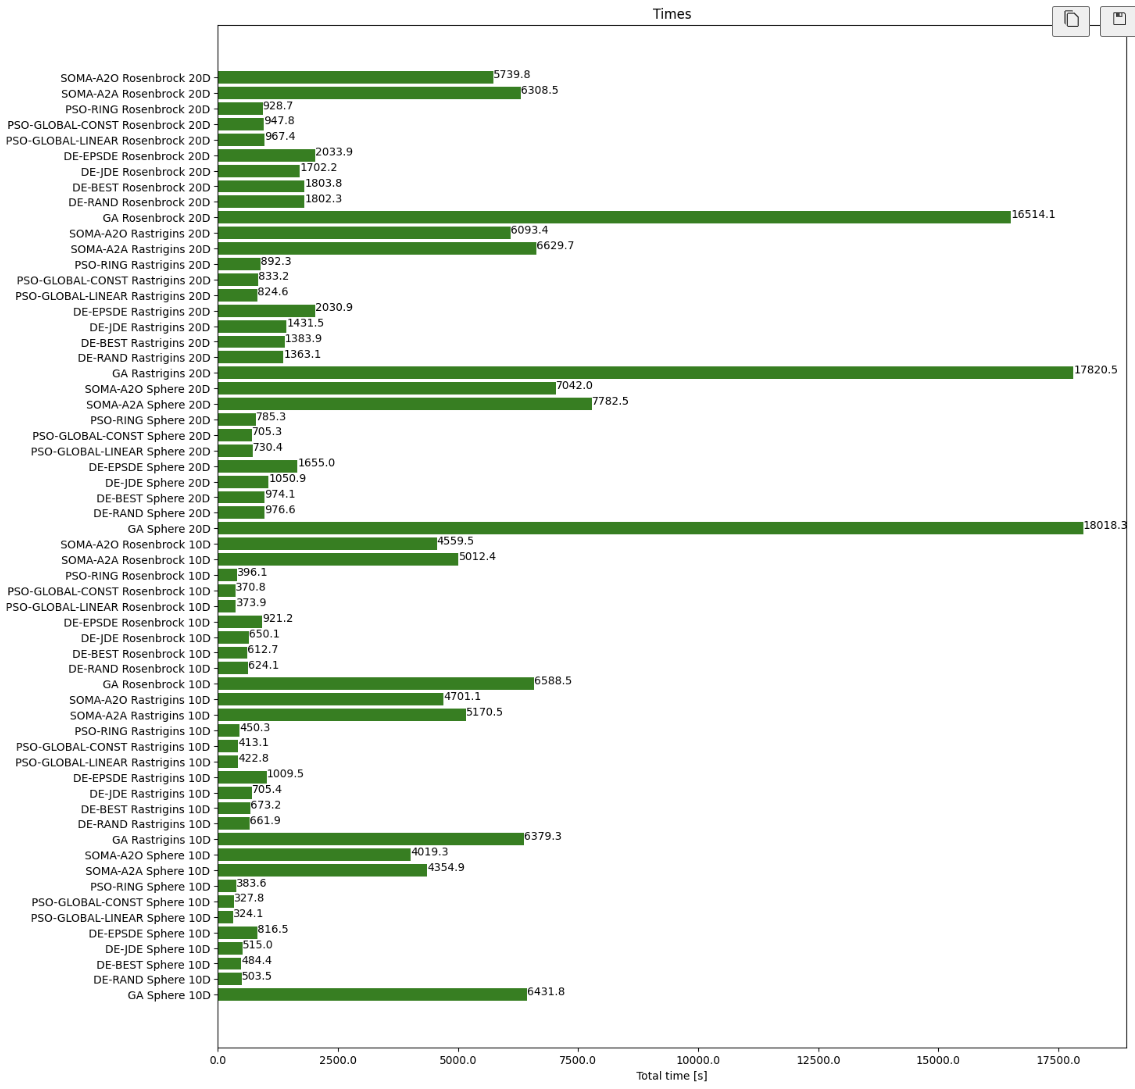 Times
SOMA-A2O Rosenbrock 20D 5739.8
SOMA-A2A Rosenbrock 20D 6308.5
PSO-RING Rosenbrock 20D 928.7
PSO-GLOBAL-CONST Rosenbrock 20D 947.8
PSO-GLOBAL-LINEAR Rosenbrock 20D 967.4
DE-EPSDE Rosenbrock 20D 2033.9
DE-JDE Rosenbrock 20D 1702.2
DE-BEST Rosenbrock 20D 1803.8
DE-RAND Rosenbrock 20D 1802.3
GA Rosenbrock 20D 16514.1
SOMA-A2O Rastrigins 20D 6093.4
SOMA-A2A Rastrigins 20D 6629.7
PSO-RING Rastrigins 20D 892.3
PSO-GLOBAL-CONST Rastrigins 20D 833.2
PSO-GLOBAL-LINEAR Rastrigins 20D 824.6
DE-EPSDE Rastrigins 20D 2030.9
DE-JDE Rastrigins 20D 1431.5
DE-BEST Rastrigins 20D 1383.9
DE-RAND Rastrigins 20D 1363.1
GA Rastrigins 20D 17820.5
SOMA-A2O Sphere 20D 7042.0
SOMA-A2A Sphere 20D 7782.5
PSO-RING Sphere 20D 785.3
PSO-GLOBAL-CONST Sphere 20D 705.3
PSO-GLOBAL-LINEAR Sphere 20D 730.4
DE-EPSDE Sphere 20D 1655.0
DE-JDE Sphere 20D 1050.9
DE-BEST Sphere 20D 974.1
DE-RAND Sphere 20D 976.6
GA Sphere 20D 18018.3
SOMA-A2O Rosenbrock 10D 4559.5
SOMA-A2A Rosenbrock 10D 5012.4
PSO-RING Rosenbrock 10D 396.1
PSO-GLOBAL-CONST Rosenbrock 10D 370.8
PSO-GLOBAL-LINEAR Rosenbrock 10D 373.9
DE-EPSDE Rosenbrock 10D 921.2
DE-JDE Rosenbrock 10D 650.1
DE-BEST Rosenbrock 10D 612.7
DE-RAND Rosenbrock 10D 624.1
GA Rosenbrock 10D 6588.5
SOMA-A2O Rastrigins 10D 4701.1
SOMA-A2A Rastrigins 10D 5170.5
PSO-RING Rastrigins 10D 450.3
PSO-GLOBAL-CONST Rastrigins 10D 413.1
PSO-GLOBAL-LINEAR Rastrigins 10D 422.8
DE-EPSDE Rastrigins 10D 1009.5
DE-JDE Rastrigins 10D 705.4
DE-BEST Rastrigins 10D 673.2
DE-RAND Rastrigins 10D 661.9
GA Rastrigins 10D 6379.3
SOMA-A2O Sphere 10D 4019.3
SOMA-A2A Sphere 10D 4354.9
PSO-RING Sphere 10D 383.6
PSO-GLOBAL-CONST Sphere 10D 327.8
PSO-GLOBAL-LINEAR Sphere 10D 324.1
DE-EPSDE Sphere 10D 816.5
DE-JDE Sphere 10D 515.0
DE-BEST Sphere 10D 484.4
DE-RAND Sphere 10D 503.5
GA Sphere 10D 6431.8
0.0 2500.0 5000.0 7500.0 10000.0 12500.0 15000.0 17500.0
Total time [s]